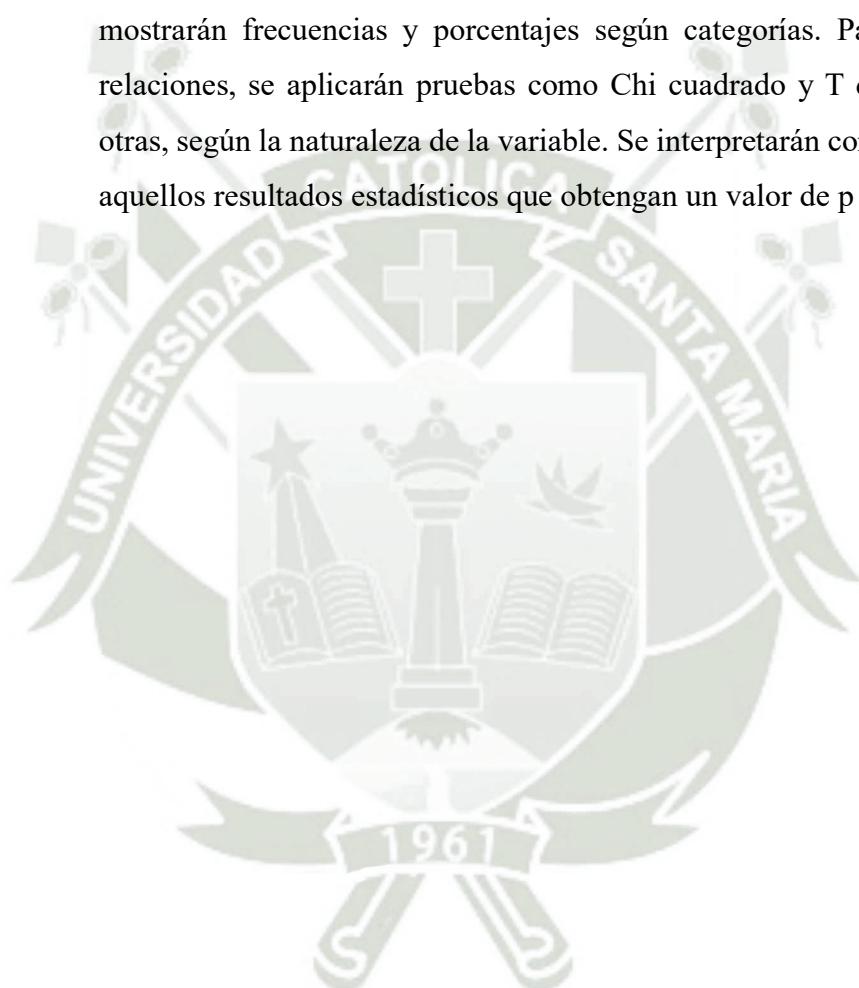 mostrarán frecuencias y porcentajes según categorías. Pa
relaciones, se aplicarán pruebas como Chi cuadrado y T
otras, según la naturaleza de la variable. Se interpretarán
aquellos resultados estadísticos que obtengan un valor de p
UNIVERSIDAD CATOLICA SANTA MARIA
1961